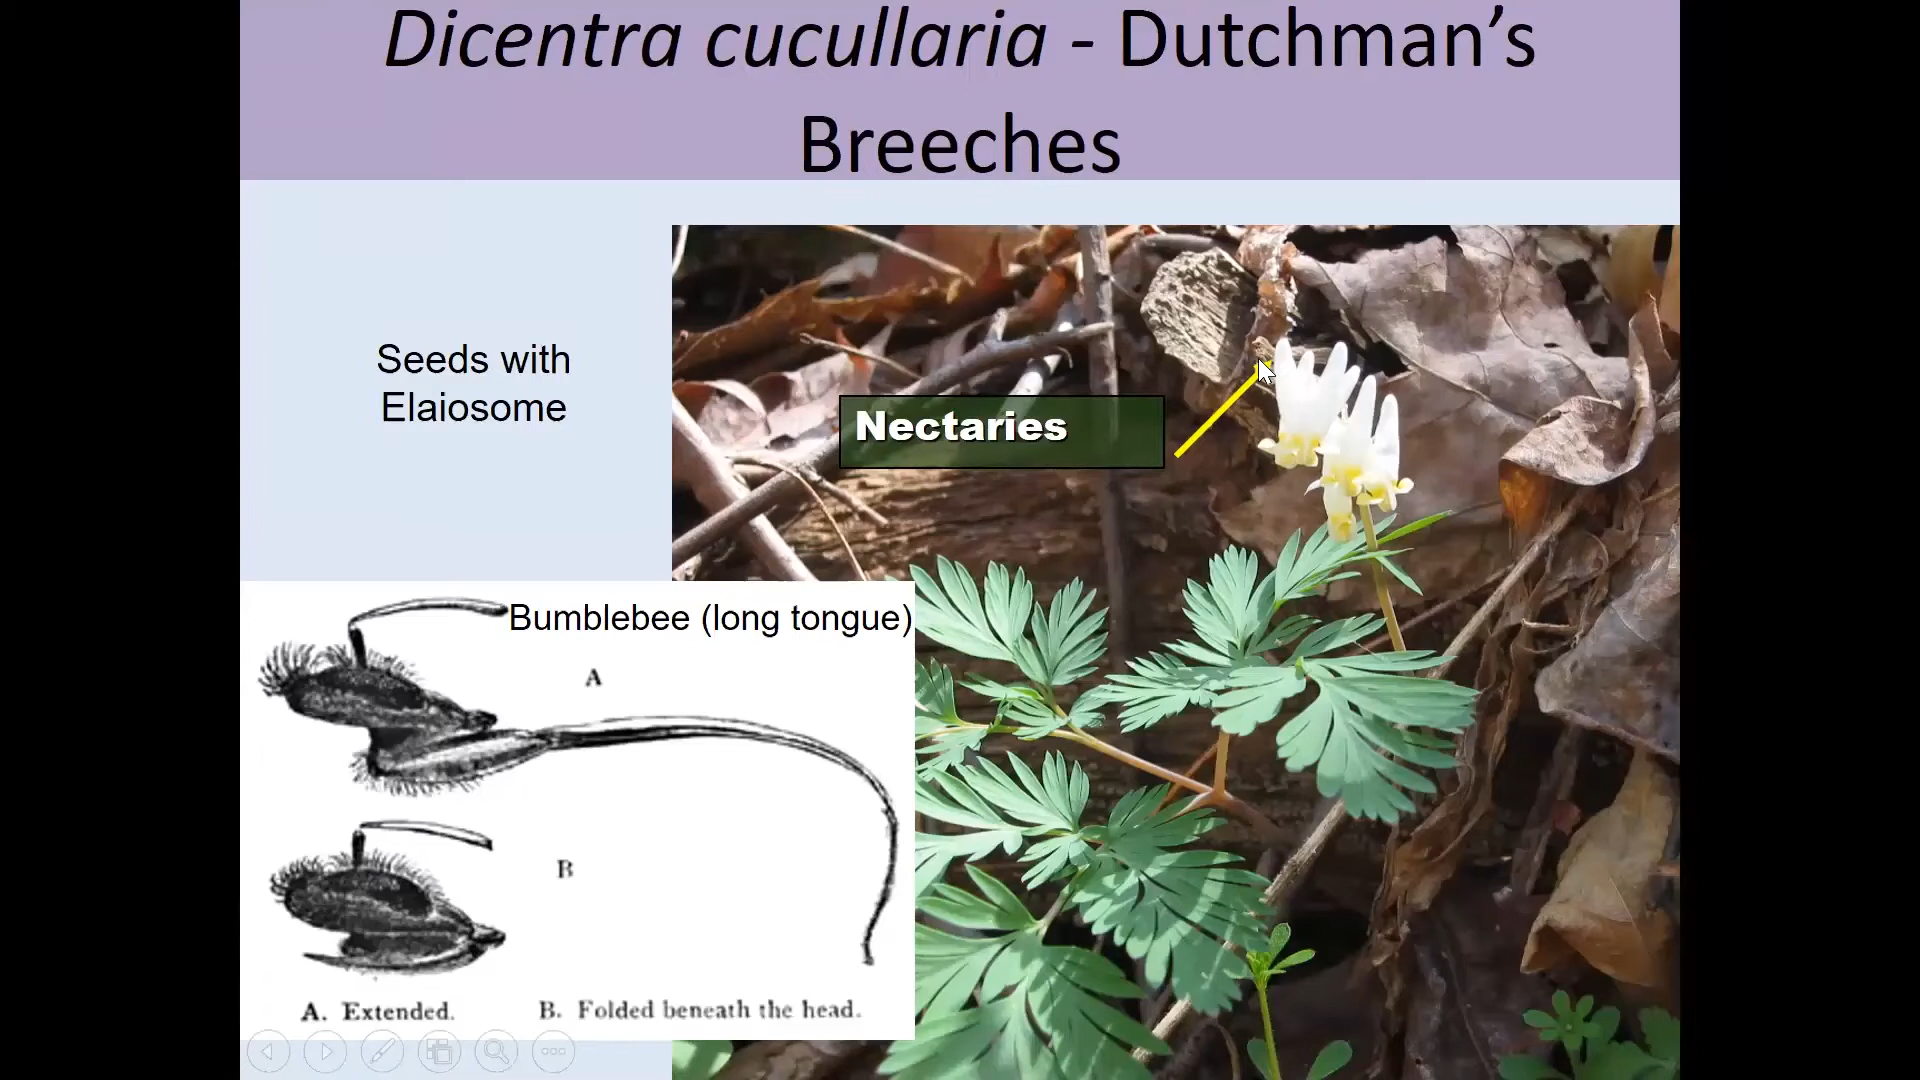 Dicentra cucullaria - Dutchman’s
Breeches
Seeds with
Elaiosome
Nectaries
Bumblebee (long tongue)
A
B
A. Extended.
B. Folded beneath the head.